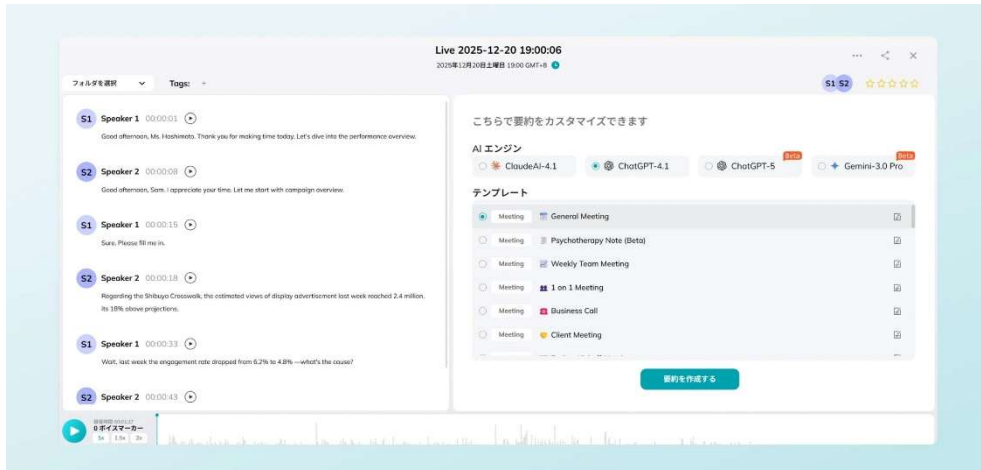 Live 2025-12-20 19:00:06
2025年12月20日土曜日 19:00 GMT+8
フォルダを選択
Tags: +
S1 S2
S1 Speaker 1 00:00:01
Good afternoon, Ms. Hashimoto. Thank you for making time today. Let's dive into the performance overview.
S2 Speaker 2 00:00:08
Good afternoon, Sam. I appreciate your time. Let me start with campaign overview.
S1 Speaker 1 00:00:15
Sure, Please fill me in.
S2 Speaker 2 00:00:18
Regarding the Shibuya Crosswalk, the estimated views of display advertisement last week reached 2.4 million,
its 18% above projections.
S1 Speaker 1 00:00:33
Wait, last week the engagement rate dropped from 6.2% to 4.8% —what's the cause?
S2 Speaker 2 00:00:43
0 ボイスマーカー
1x 1.5x 2x
こちらで要約をカスタマイズできます
AI エンジン
ClaudeAI-4.1
ChatGPT-4.1
ChatGPT-5
Beta
Gemini-3.0 Pro
Beta
テンプレート
Meeting General Meeting
Meeting Psychotherapy Note (Beta)
Meeting Weekly Team Meeting
Meeting 1 on 1 Meeting
Meeting Business Call
Meeting Client Meeting
要約を作成する